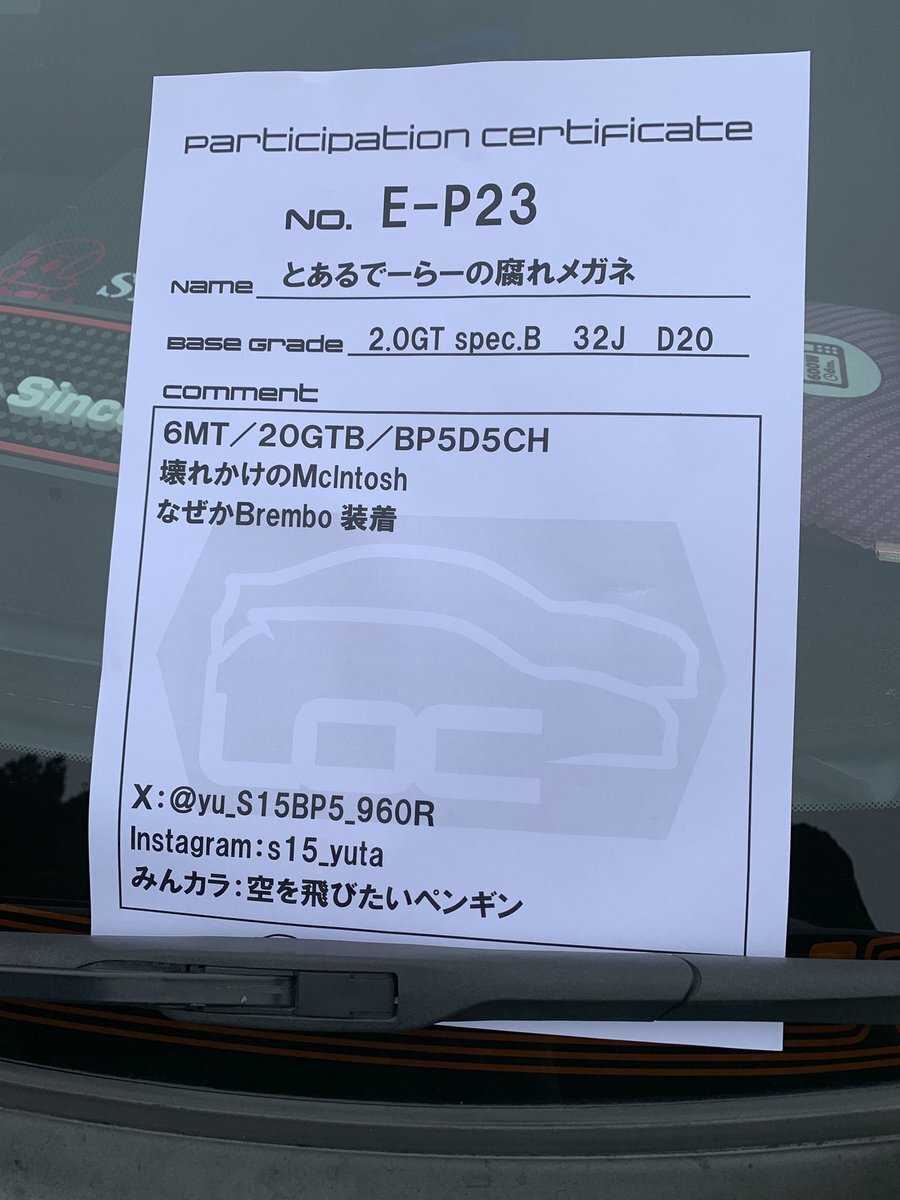 Participation Certificate
No. E-P23
Name とあるでーらーの腐れメガネ
Base Grade 2.0GT spec.B 32J D20
Comment
6MT/20GTB/BP5D5CH
壊れかけのMcIntosh
なぜかBrembo 装着
X:@yu_S15BP5_960R
Instagram:s15_yuta
みんカラ:空を飛びたいペンギン
Since
600W
6m.